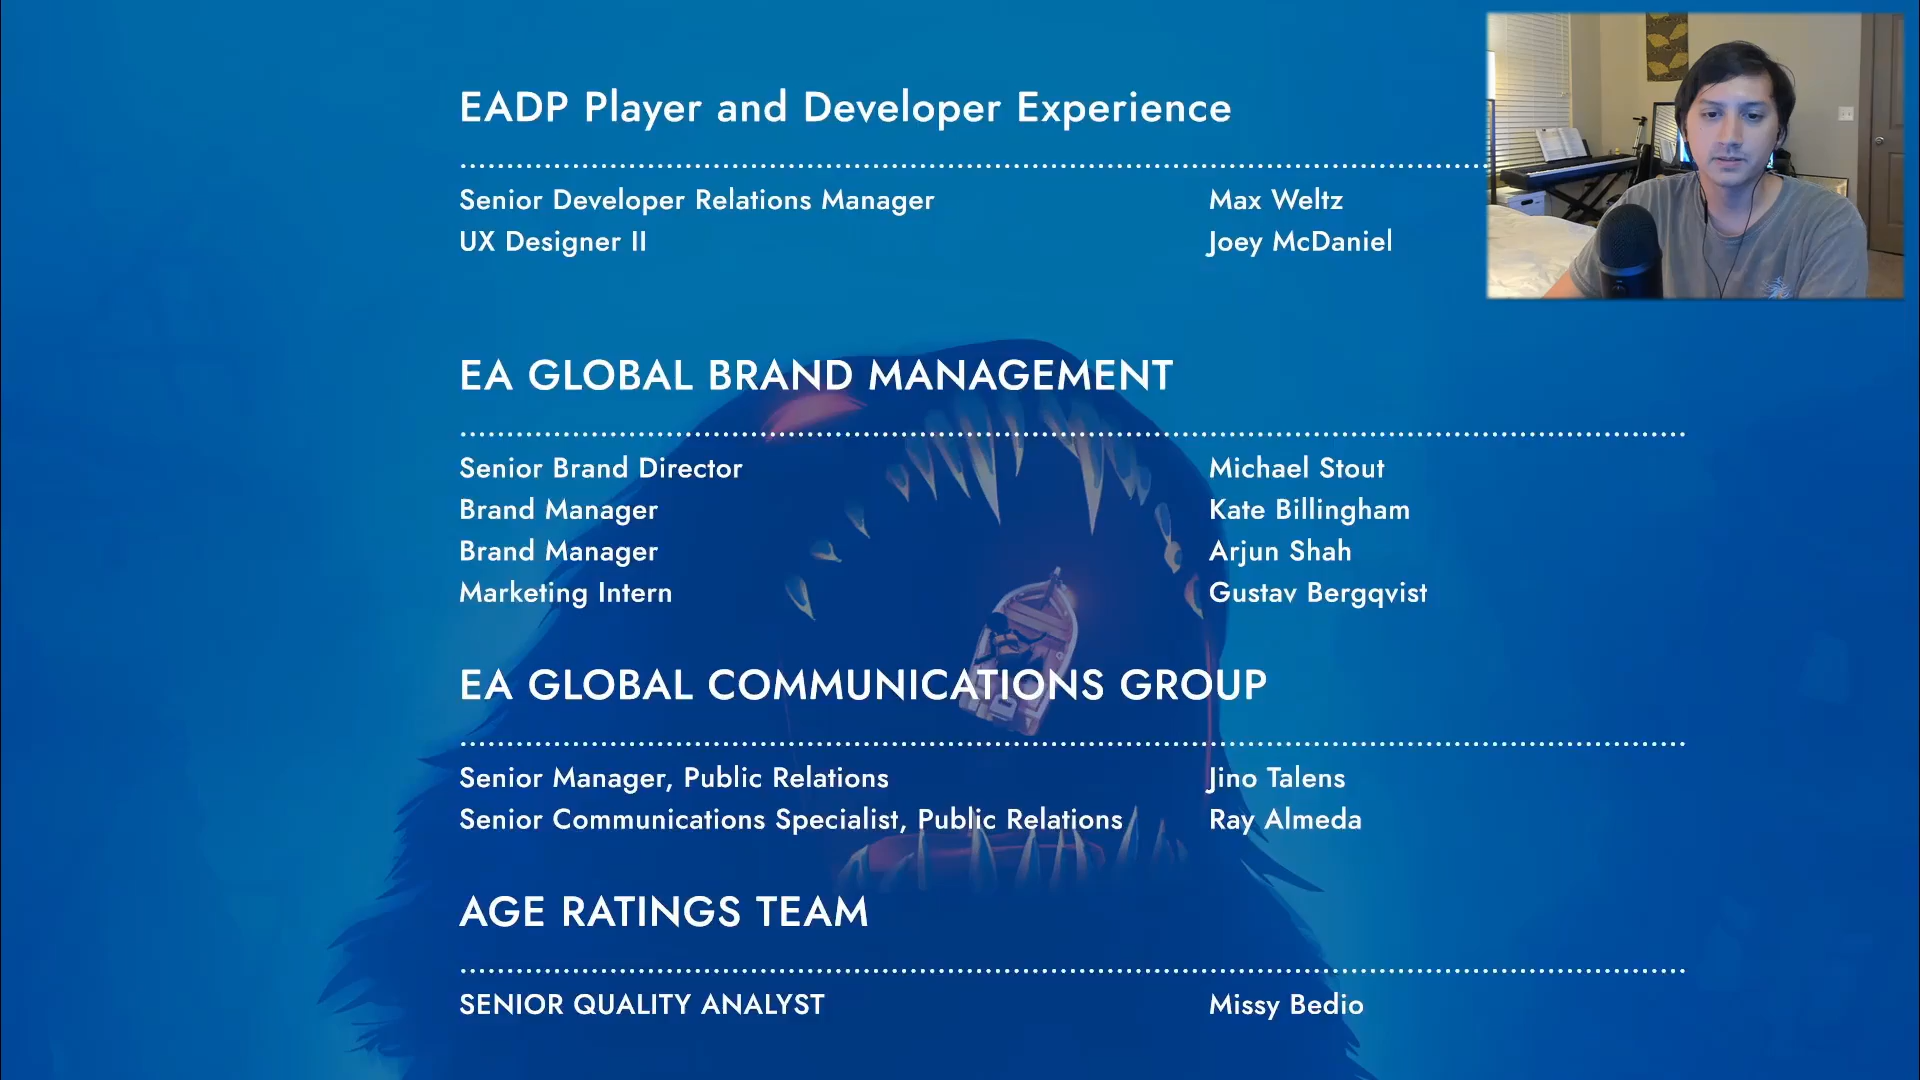 EADP Player and Developer Experience
Senior Developer Relations Manager Max Weltz
UX Designer II Joey McDaniel
EA GLOBAL BRAND MANAGEMENT
Senior Brand Director Michael Stout
Brand Manager Kate Billingham
Brand Manager Arjun Shah
Marketing Intern Gustav Bergqvist
EA GLOBAL COMMUNICATIONS GROUP
Senior Manager, Public Relations Jino Talens
Senior Communications Specialist, Public Relations Ray Almeda
AGE RATINGS TEAM
SENIOR QUALITY ANALYST Missy Bedio